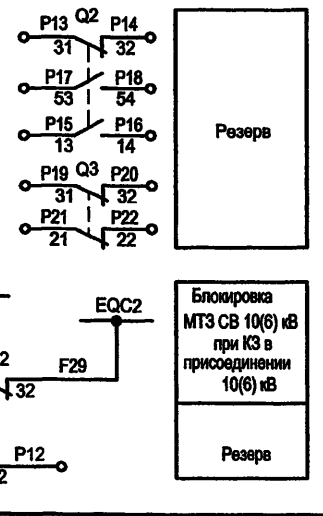 P13 Q2 P14
31 32
P17 P18
53 54
P15 P16
13 14
P19 Q3 P20
31 32
P21 P22
21 22
Резерв
EQC2
F29
2
32
P12
2
Блокировка
МТЗ СВ 10(6) кВ
при КЗ в
присоединении
10(6) кВ
Резерв